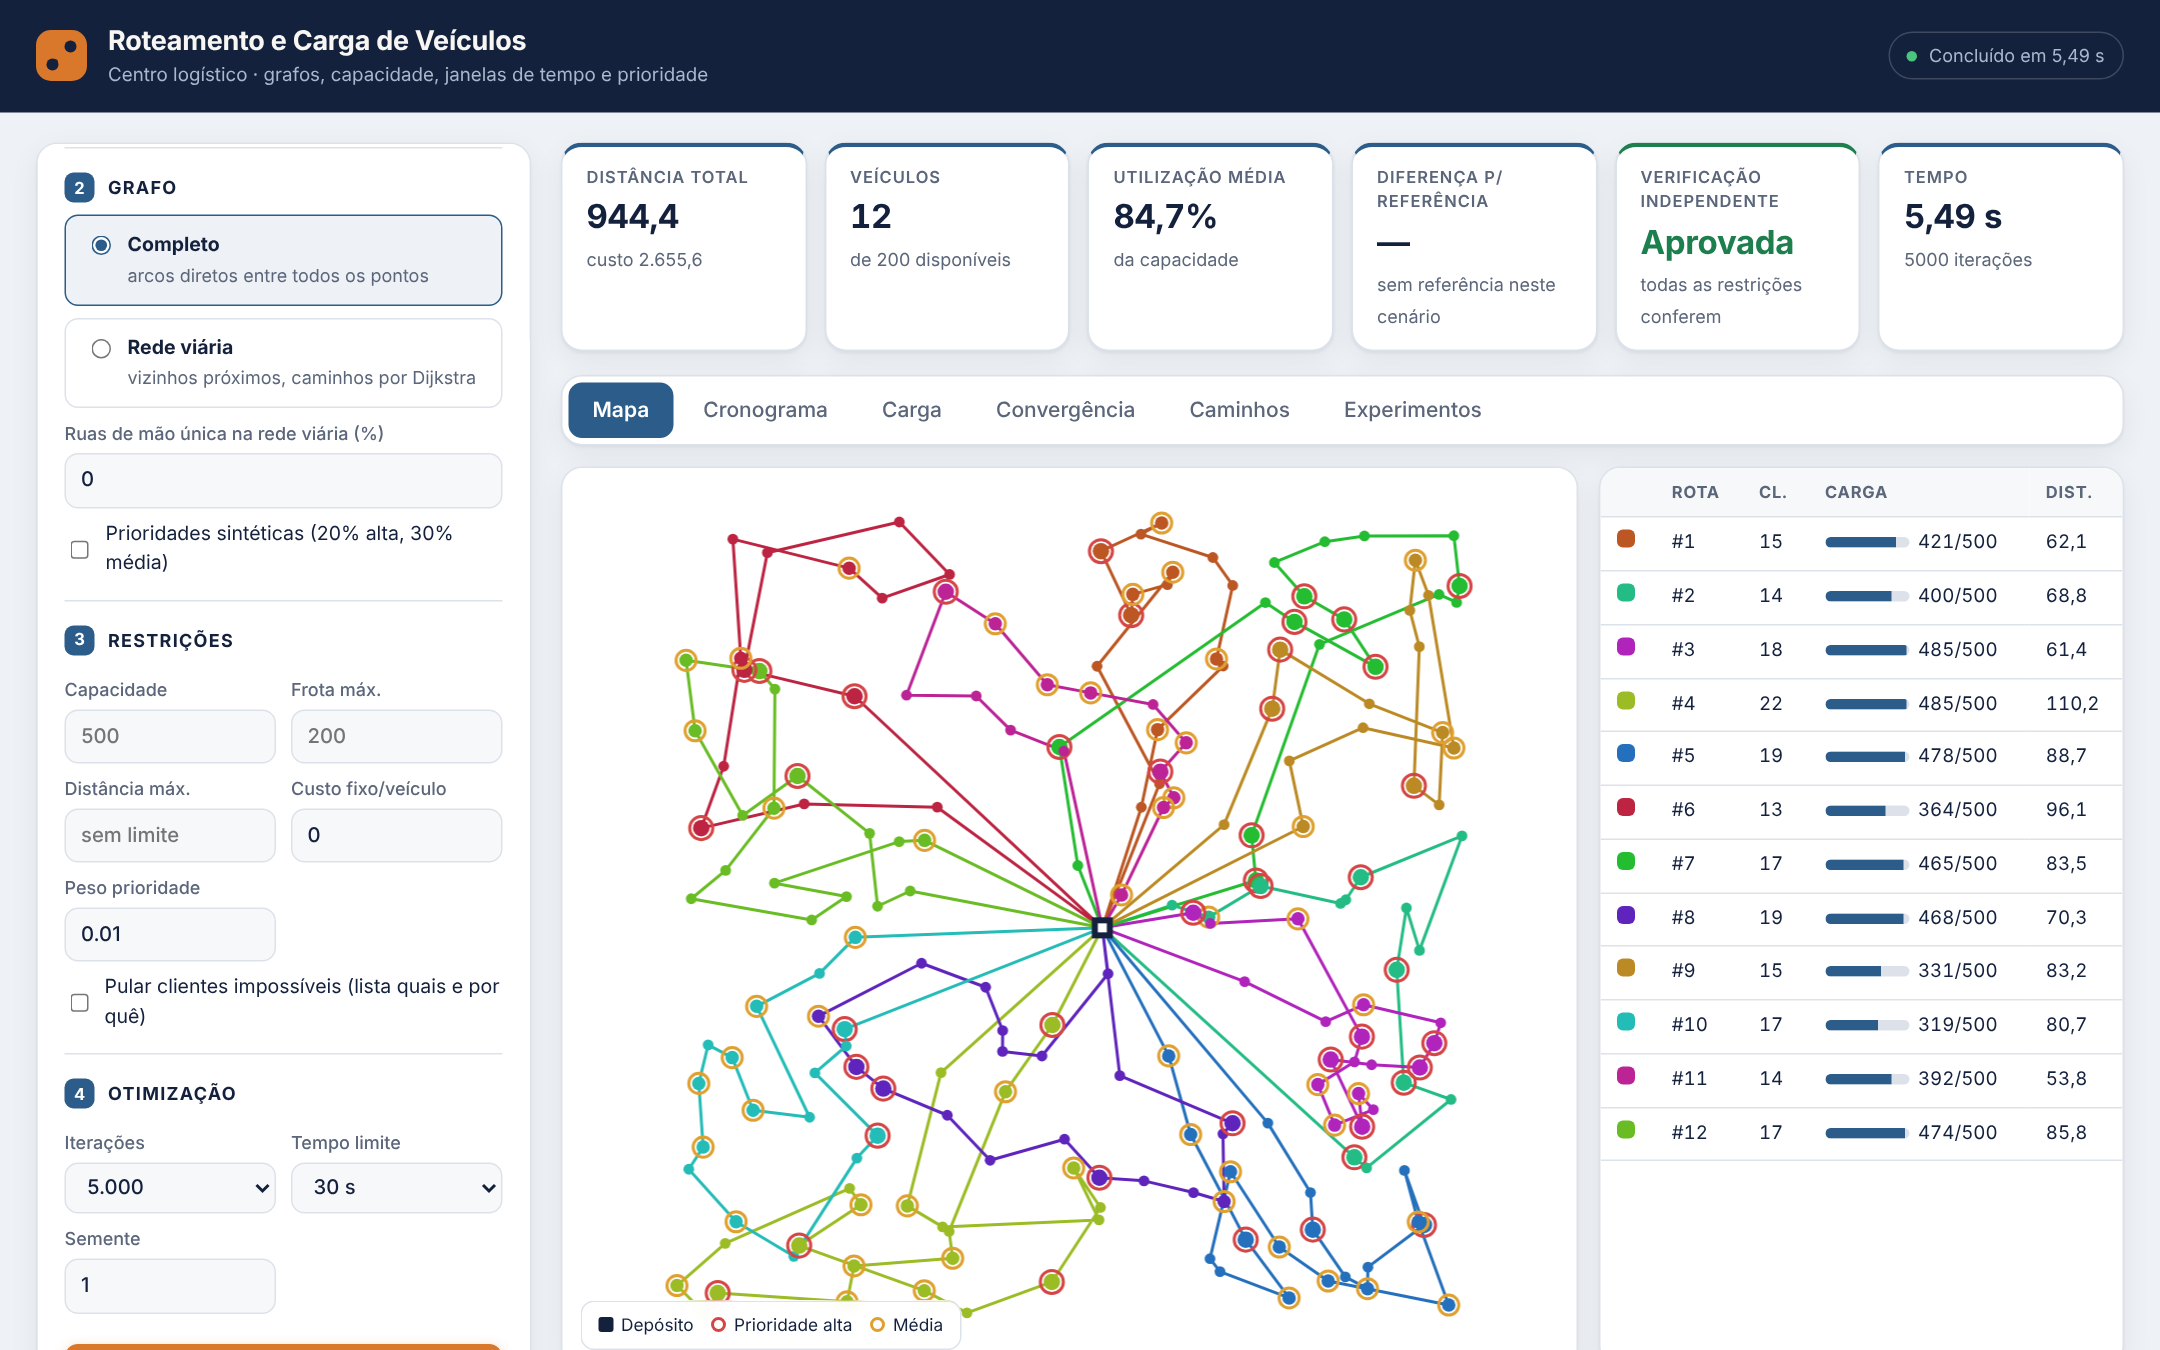 Roteamento e Carga de Veículos
Centro logístico · grafos, capacidade, janelas de tempo e prioridade
Concluído em 5,49 s
2 GRAFO
Completo
arcos diretos entre todos os pontos
Rede viária
vizinhos próximos, caminhos por Dijkstra
Ruas de mão única na rede viária (%)
0
Prioridades sintéticas (20% alta, 30%
média)
3 RESTRIÇÕES
Capacidade Frota máx.
500 200
Distância máx. Custo fixo/veículo
sem limite 0
Peso prioridade
0.01
Pular clientes impossíveis (lista quais e por
quê)
4 OTIMIZAÇÃO
Iterações Tempo limite
5.000 30 s
Semente
1
DISTÂNCIA TOTAL
944,4
custo 2.655,6
VEÍCULOS
12
de 200 disponíveis
UTILIZAÇÃO MÉDIA
84,7%
da capacidade
DIFERENÇA P/
REFERÊNCIA
—
sem referência neste
cenário
VERIFICAÇÃO
INDEPENDENTE
Aprovada
todas as restrições
conferem
TEMPO
5,49 s
5000 iterações
Mapa Cronograma Carga Convergência Caminhos Experimentos
Depósito Prioridade alta Média
ROTA CL. CARGA DIST.
#1 15 421/500 62,1
#2 14 400/500 68,8
#3 18 485/500 61,4
#4 22 485/500 110,2
#5 19 478/500 88,7
#6 13 364/500 96,1
#7 17 465/500 83,5
#8 19 468/500 70,3
#9 15 331/500 83,2
#10 17 319/500 80,7
#11 14 392/500 53,8
#12 17 474/500 85,8